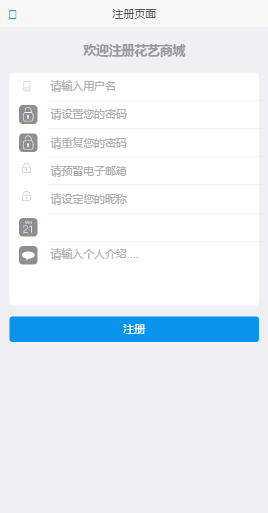 注册页面
欢迎注册花艺商城
请输入用户名
请设置您的密码
请重复您的密码
请预留电子邮箱
请设定您的昵称
21
请输入个人介绍....
注册